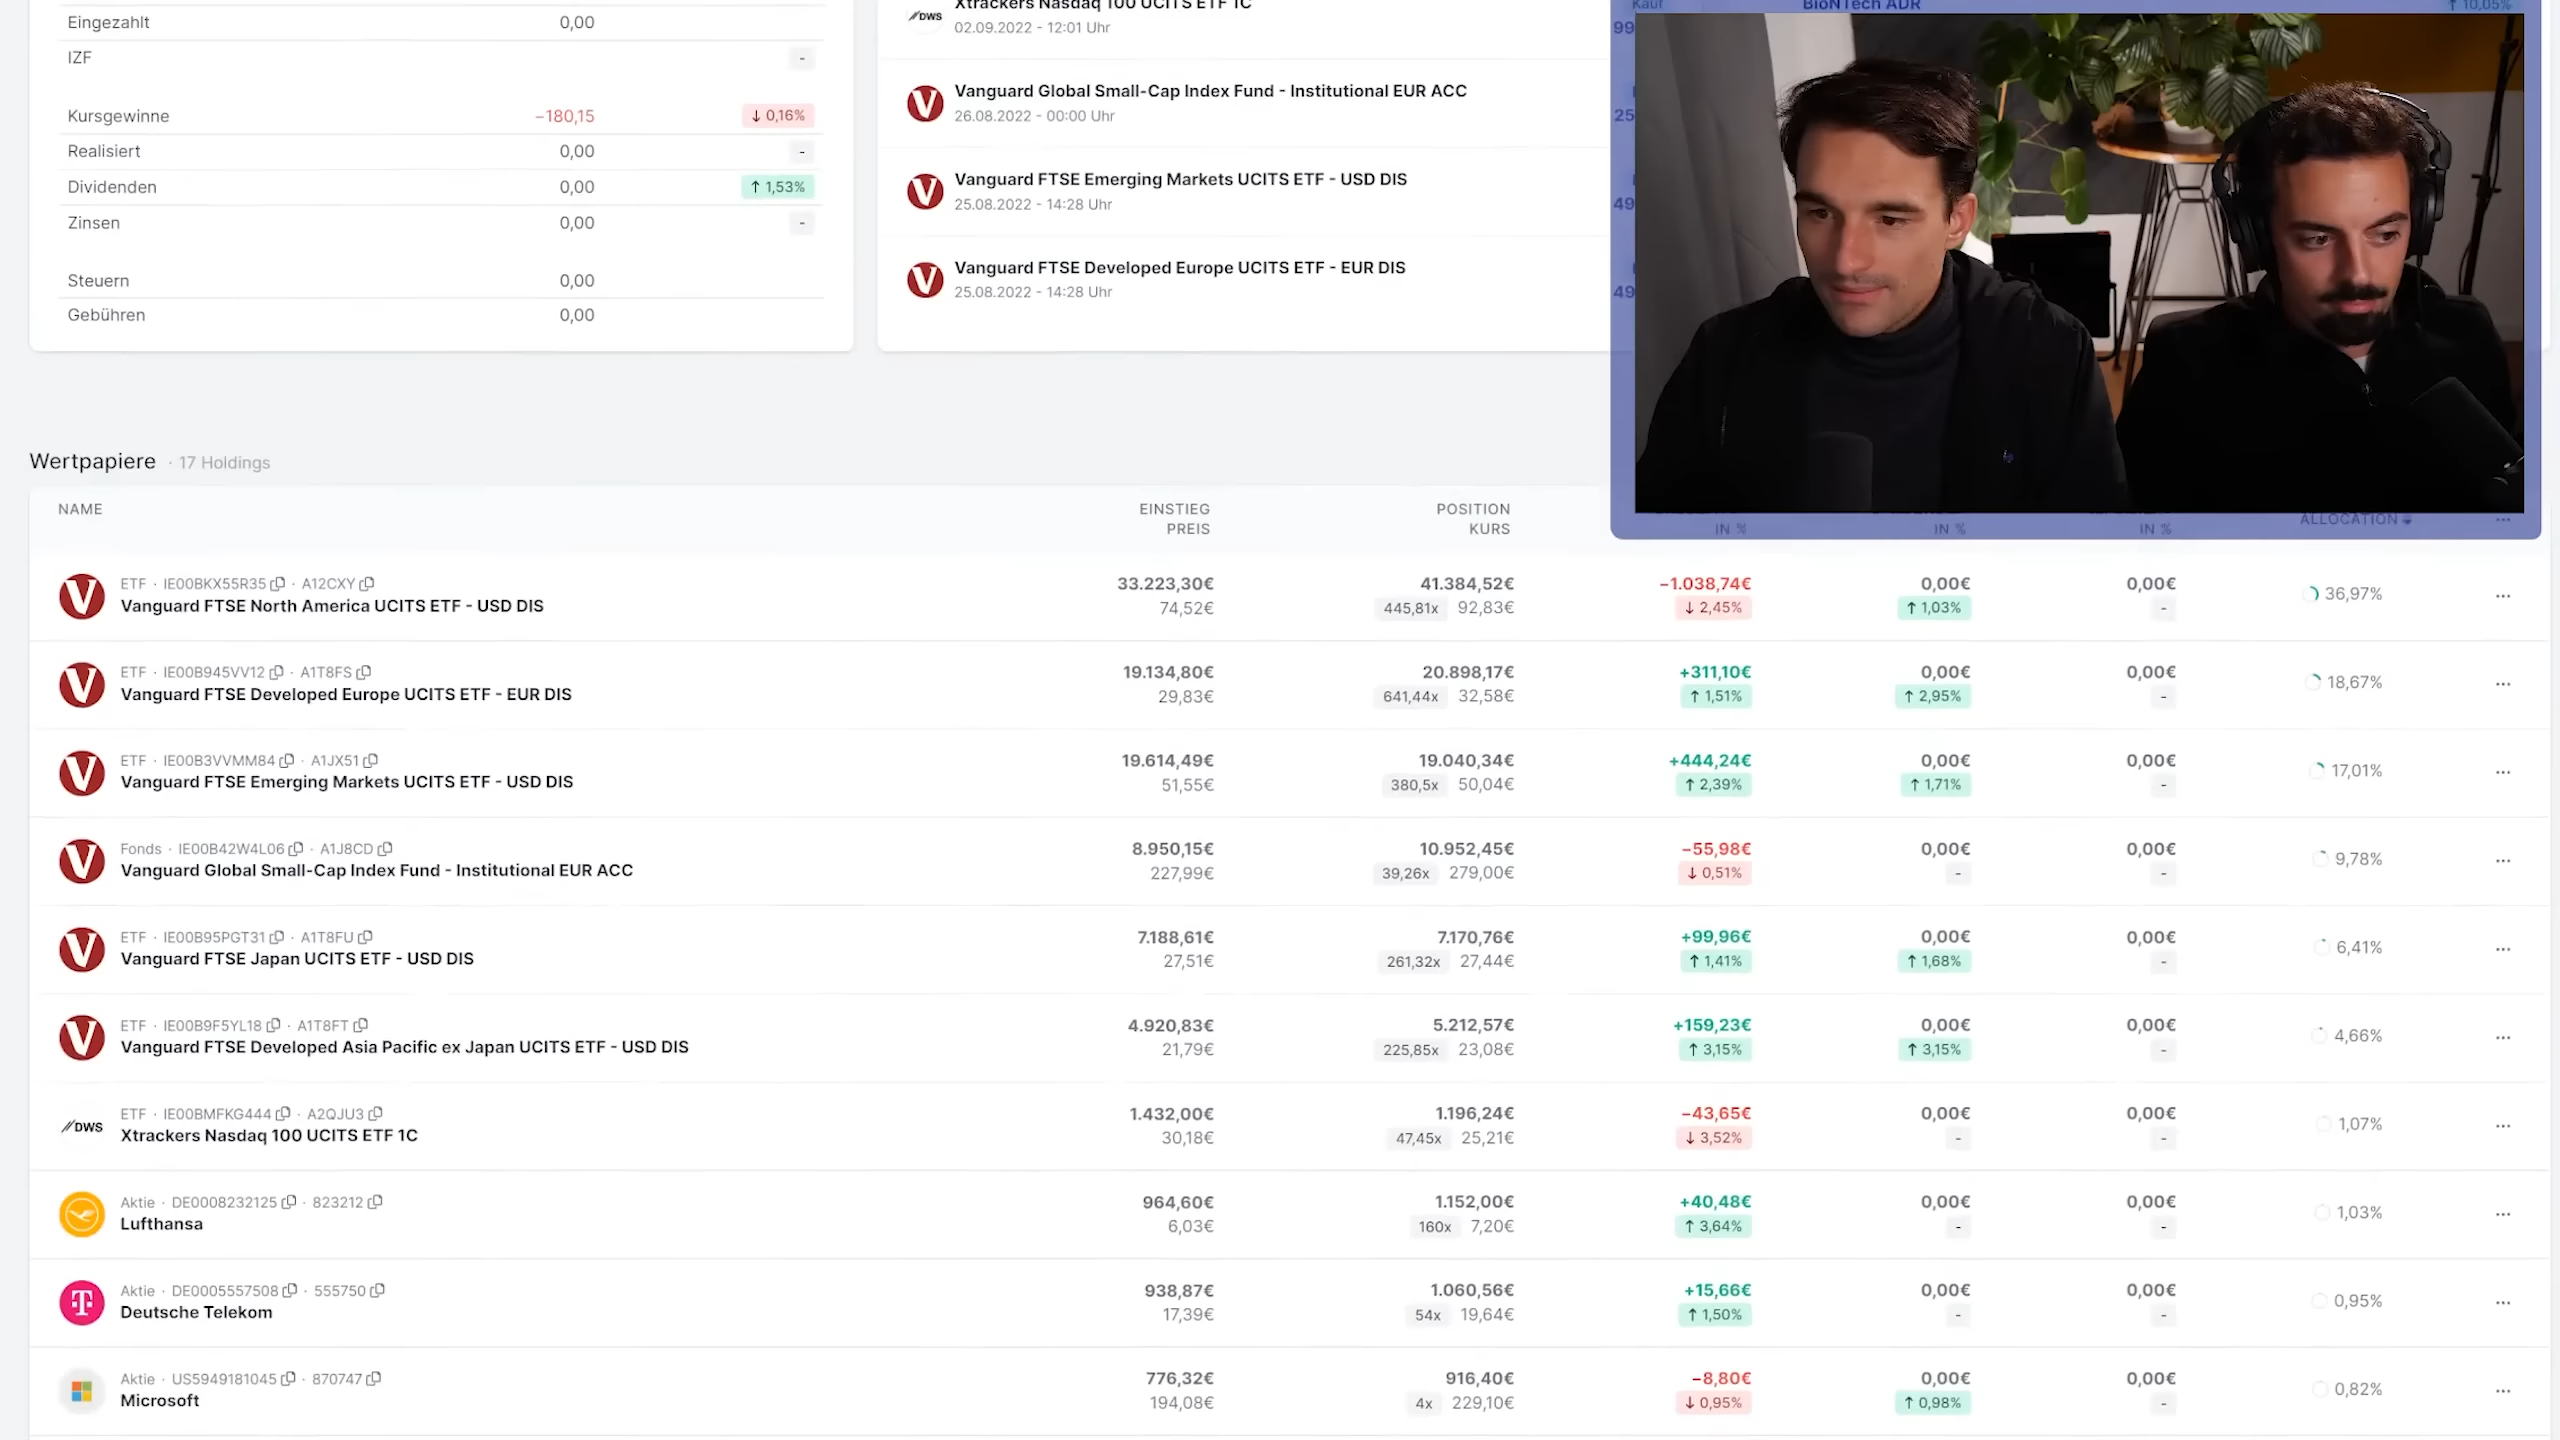 Eingezahlt 0,00
IZF -
Kursgewinne −180,15 ↓ 0,16%
Realisiert 0,00 -
Dividenden 0,00 ↑ 1,53%
Zinsen 0,00 -
Steuern 0,00
Gebühren 0,00
//DWS Xtrackers Nasdaq 100 UCITS ETF 1C
02.09.2022 - 12:01 Uhr
Vanguard Global Small-Cap Index Fund - Institutional EUR ACC
26.08.2022 - 00:00 Uhr
Vanguard FTSE Emerging Markets UCITS ETF - USD DIS
25.08.2022 - 14:28 Uhr
Vanguard FTSE Developed Europe UCITS ETF - EUR DIS
25.08.2022 - 14:28 Uhr
Kauf BioNTech ADR ↑ 10,05%
99
25
49
49
Wertpapiere · 17 Holdings
NAME EINSTIEG POSITION ALLOCATION ...
PREIS KURS IN % IN % IN %
ETF · IE00BKX55R35 · A12CXY 33.223,30€ 41.384,52€ −1.038,74€ 0,00€ 0,00€ 36,97% ...
Vanguard FTSE North America UCITS ETF - USD DIS 74,52€ 445,81x 92,83€ ↓ 2,45% ↑ 1,03% -
ETF · IE00B945VV12 · A1T8FS 19.134,80€ 20.898,17€ +311,10€ 0,00€ 0,00€ 18,67% ...
Vanguard FTSE Developed Europe UCITS ETF - EUR DIS 29,83€ 641,44x 32,58€ ↑ 1,51% ↑ 2,95% -
ETF · IE00B3VVMM84 · A1JX51 19.614,49€ 19.040,34€ +444,24€ 0,00€ 0,00€ 17,01% ...
Vanguard FTSE Emerging Markets UCITS ETF - USD DIS 51,55€ 380,5x 50,04€ ↑ 2,39% ↑ 1,71% -
Fonds · IE00B42W4L06 · A1J8CD 8.950,15€ 10.952,45€ −55,98€ 0,00€ 0,00€ 9,78% ...
Vanguard Global Small-Cap Index Fund - Institutional EUR ACC 227,99€ 39,26x 279,00€ ↓ 0,51% - -
ETF · IE00B95PGT31 · A1T8FU 7.188,61€ 7.170,76€ +99,96€ 0,00€ 0,00€ 6,41% ...
Vanguard FTSE Japan UCITS ETF - USD DIS 27,51€ 261,32x 27,44€ ↑ 1,41% ↑ 1,68% -
ETF · IE00B9F5YL18 · A1T8FT 4.920,83€ 5.212,57€ +159,23€ 0,00€ 0,00€ 4,66% ...
Vanguard FTSE Developed Asia Pacific ex Japan UCITS ETF - USD DIS 21,79€ 225,85x 23,08€ ↑ 3,15% ↑ 3,15% -
//DWS ETF · IE00BMFKG444 · A2QJU3 1.432,00€ 1.196,24€ −43,65€ 0,00€ 0,00€ 1,07% ...
Xtrackers Nasdaq 100 UCITS ETF 1C 30,18€ 47,45x 25,21€ ↓ 3,52% - -
Aktie · DE0008232125 · 823212 964,60€ 1.152,00€ +40,48€ 0,00€ 0,00€ 1,03% ...
Lufthansa 6,03€ 160x 7,20€ ↑ 3,64% - -
Aktie · DE0005557508 · 555750 938,87€ 1.060,56€ +15,66€ 0,00€ 0,00€ 0,95% ...
Deutsche Telekom 17,39€ 54x 19,64€ ↑ 1,50% - -
Aktie · US5949181045 · 870747 776,32€ 916,40€ −8,80€ 0,00€ 0,00€ 0,82% ...
Microsoft 194,08€ 4x 229,10€ ↓ 0,95% ↑ 0,98% -